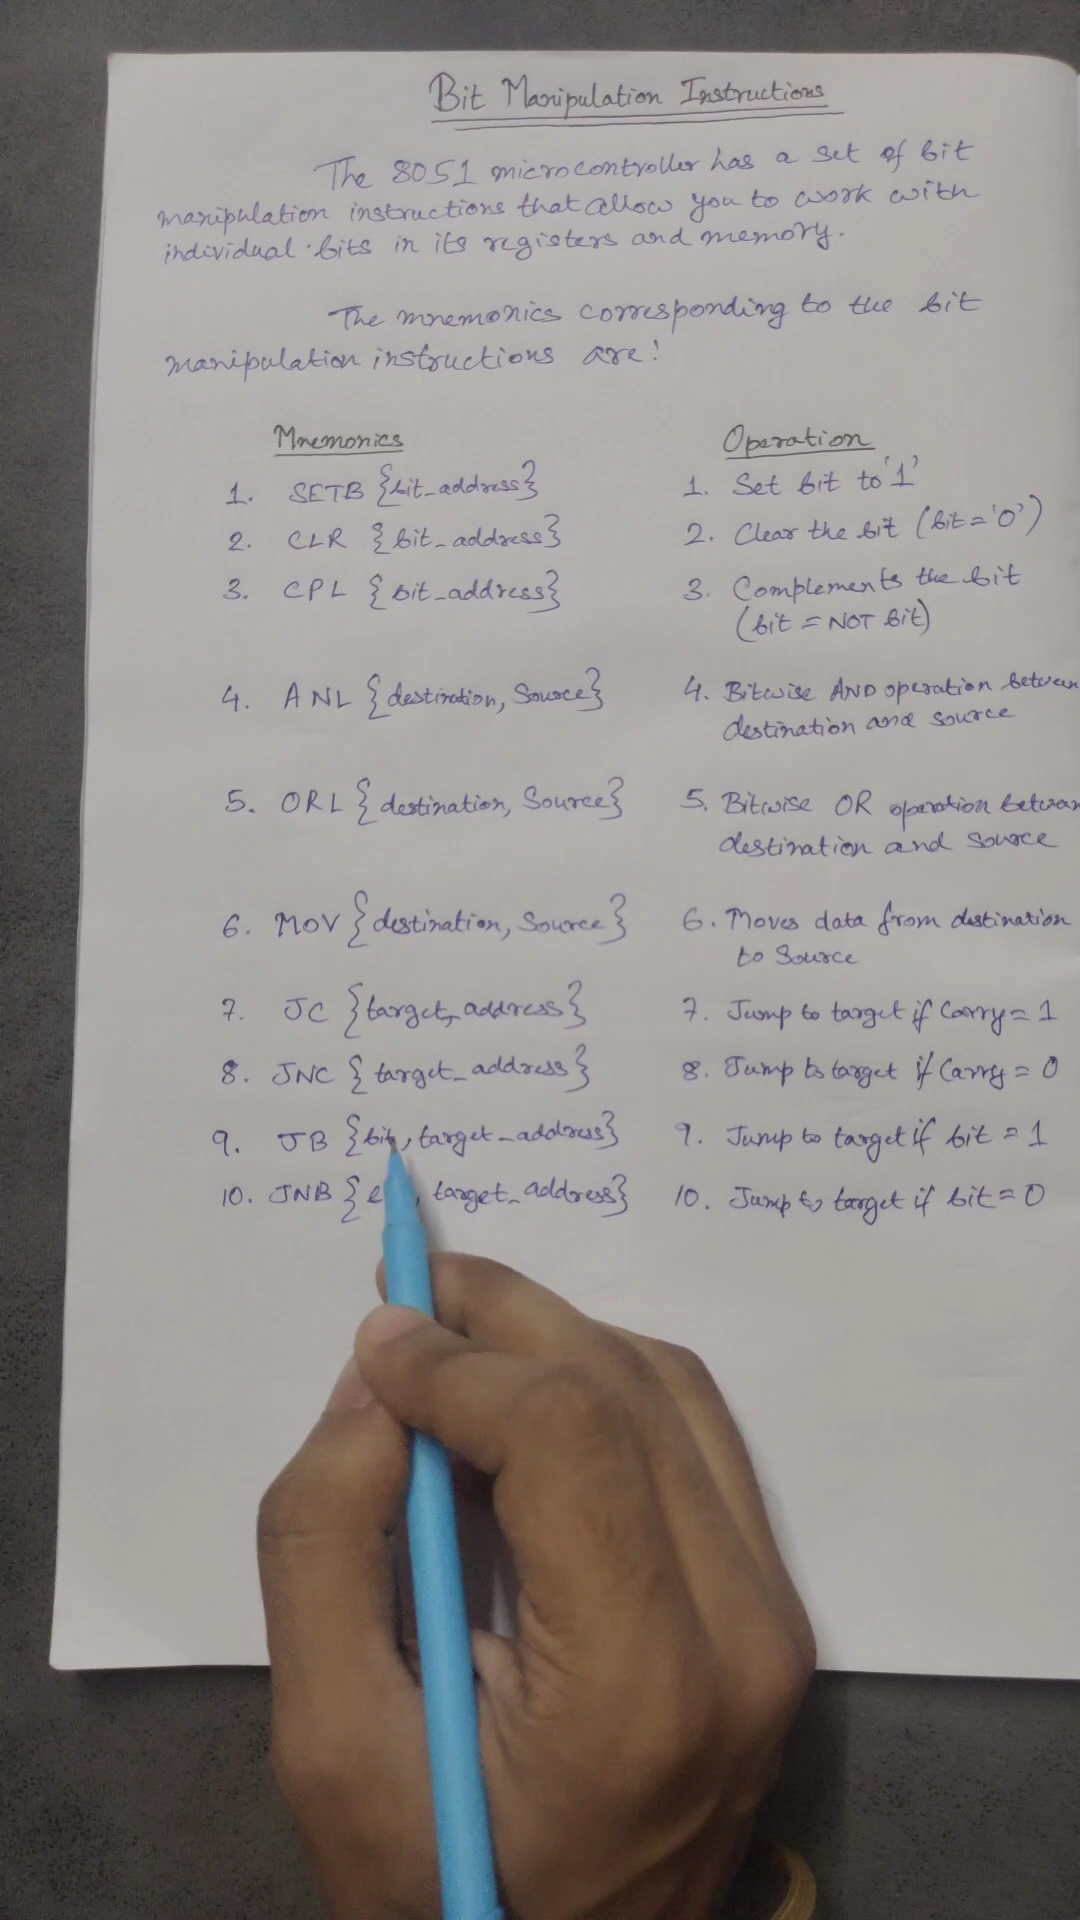 Bit Manipulation Instructions
The 8051 microcontroller has a set of bit
manipulation instructions that allow you to work with
individual bits in its registers and memory.
The mnemonics corresponding to the bit
manipulation instructions are:
Mnemonics Operation
1. SETB {bit_address} 1. Set bit to '1'
2. CLR {bit_address} 2. Clear the bit (bit = '0')
3. CPL {bit_address} 3. Complements the bit
(bit = NOT bit)
4. ANL {destination, Source} 4. Bitwise AND operation between
destination and source
5. ORL {destination, Source} 5. Bitwise OR operation between
destination and source
6. MOV {destination, Source} 6. Moves data from destination
to Source
7. JC {target_address} 7. Jump to target if Carry = 1
8. JNC {target_address} 8. Jump to target if Carry = 0
9. JB {bit, target_address} 9. Jump to target if bit = 1
10. JNB { , target_address} 10. Jump to target if bit = 0